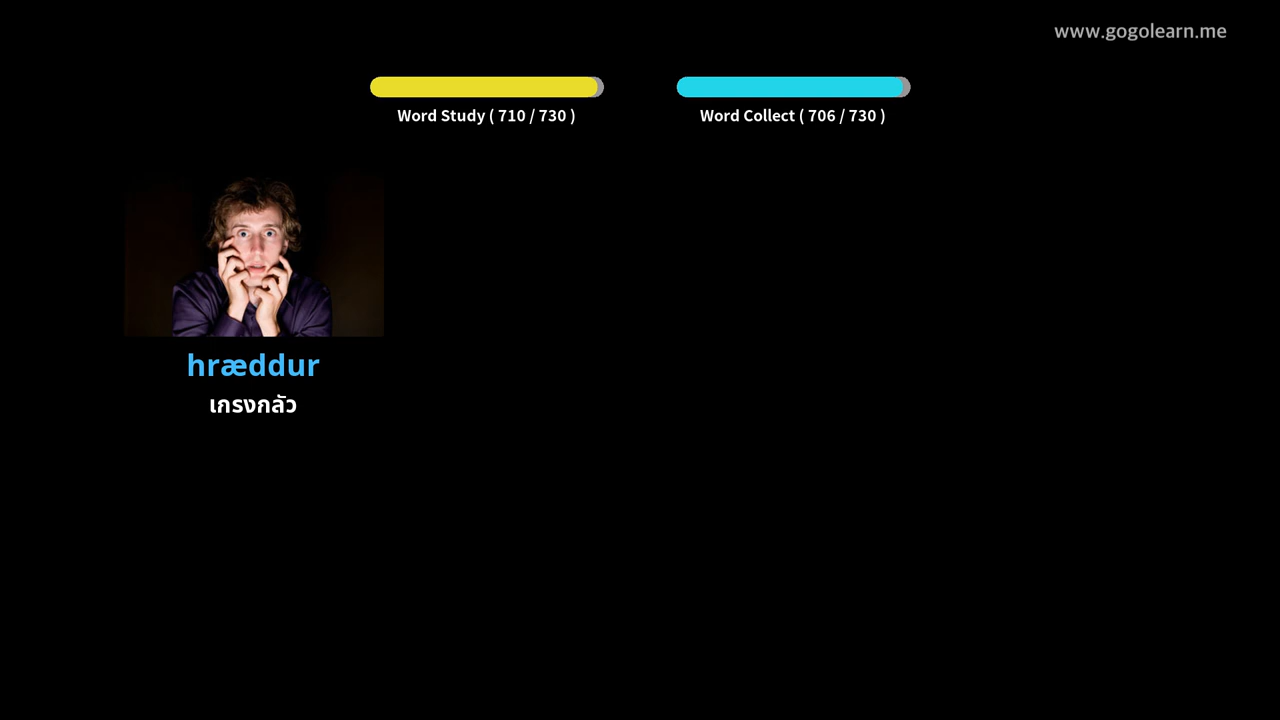 www.gogolearn.me
Word Study ( 710 / 730 )
Word Collect ( 706 / 730 )
hræddur
เกรงกลัว